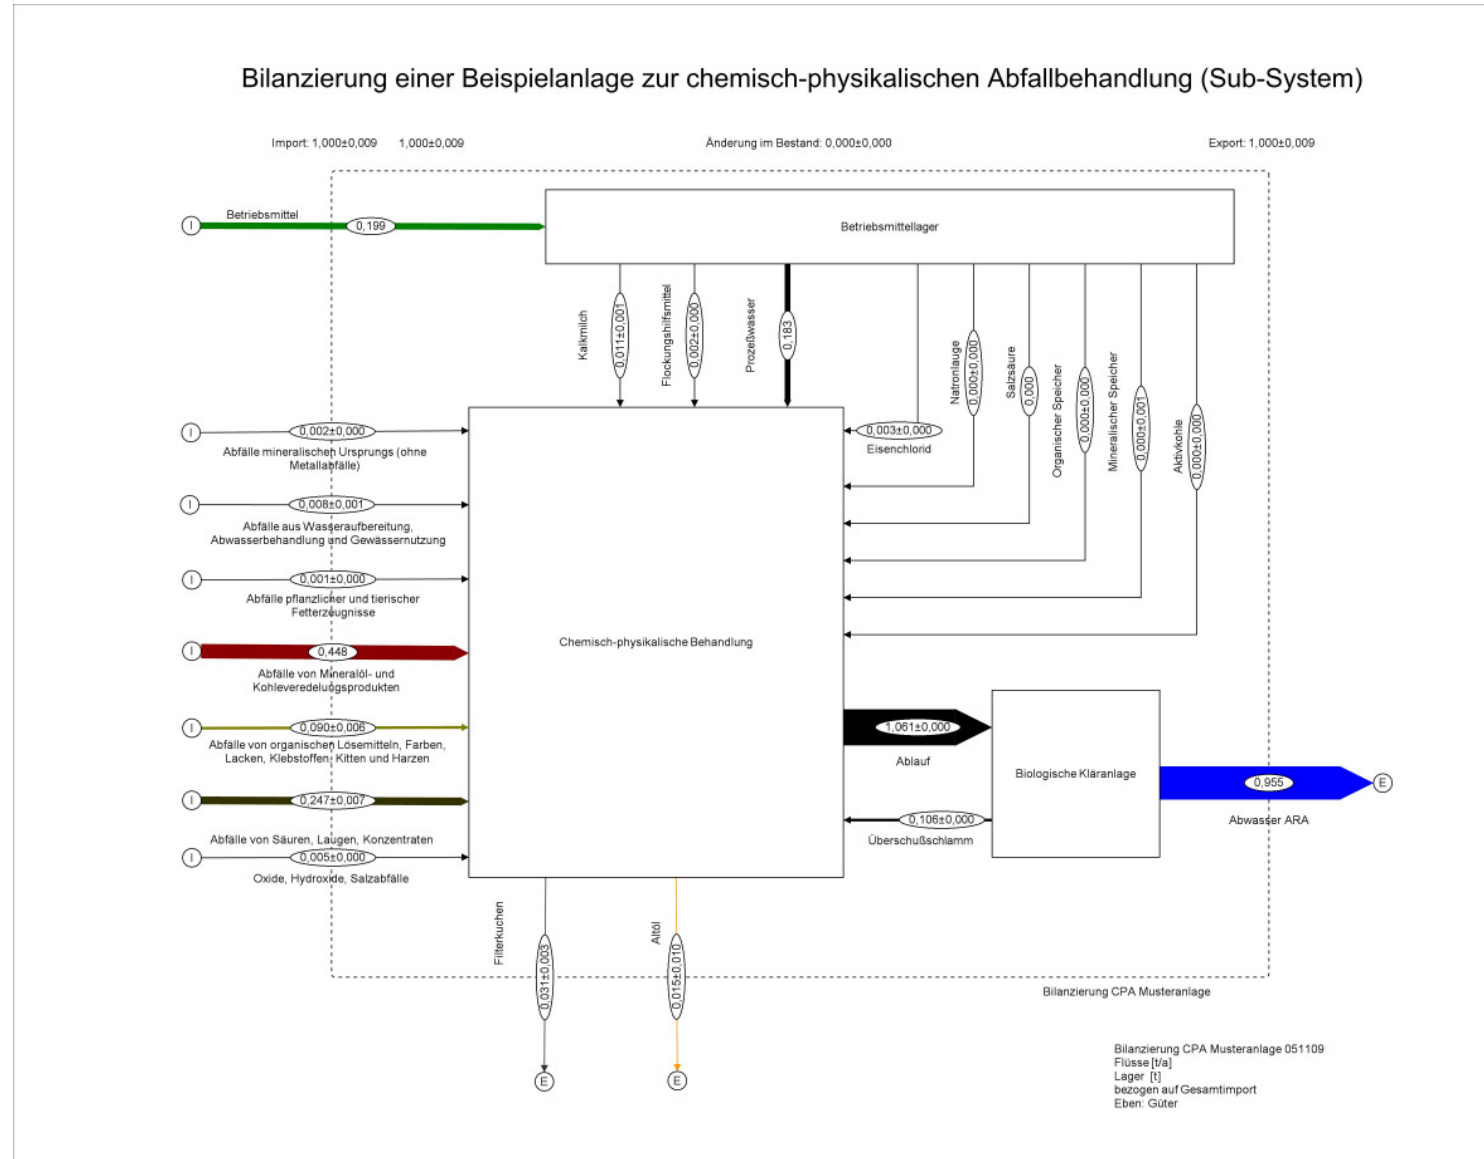 Bilanzierung einer Beispielanlage zur chemisch-physikalischen Abfallbehandlung (Sub-System)
Import: 1,000±0,009
1,000±0,009
Änderung im Bestand: 0,000±0,000
Export: 1,000±0,009
I
Betriebsmittel
0,199
Betriebsmittellager
Kalkmilch
0,011±0,001
Flockungshilfsmittel
0,002±0,000
Prozeßwasser
0,183
0,003±0,000
Eisenchlorid
Natronlauge
0,000±0,000
Salzsäure
0,000
Organischer Speicher
0,000±0,000
Mineralischer Speicher
0,000±0,001
Aktivkohle
0,000±0,000
I
0,002±0,000
Abfälle mineralischen Ursprungs (ohne
Metallabfälle)
I
0,008±0,001
Abfälle aus Wasseraufbereitung,
Abwasserbehandlung und Gewässernutzung
I
0,001±0,000
Abfälle pflanzlicher und tierischer
Fetterzeugnisse
I
0,448
Abfälle von Mineralöl- und
Kohleveredelungsprodukten
I
0,090±0,006
Abfälle von organischen Lösemitteln, Farben,
Lacken, Klebstoffen, Kitten und Harzen
I
0,247±0,007
Abfälle von Säuren, Laugen, Konzentraten
I
0,005±0,000
Oxide, Hydroxide, Salzabfälle
Chemisch-physikalische Behandlung
1,061±0,000
Ablauf
Biologische Kläranlage
0,106±0,000
Überschußschlamm
0,955
E
Abwasser ARA
Filterkuchen
0,031±0,003
E
Altöl
0,015±0,010
E
Bilanzierung CPA Musteranlage
Bilanzierung CPA Musteranlage 051109
Flüsse [t/a]
Lager [t]
bezogen auf Gesamtimport
Eben: Güter